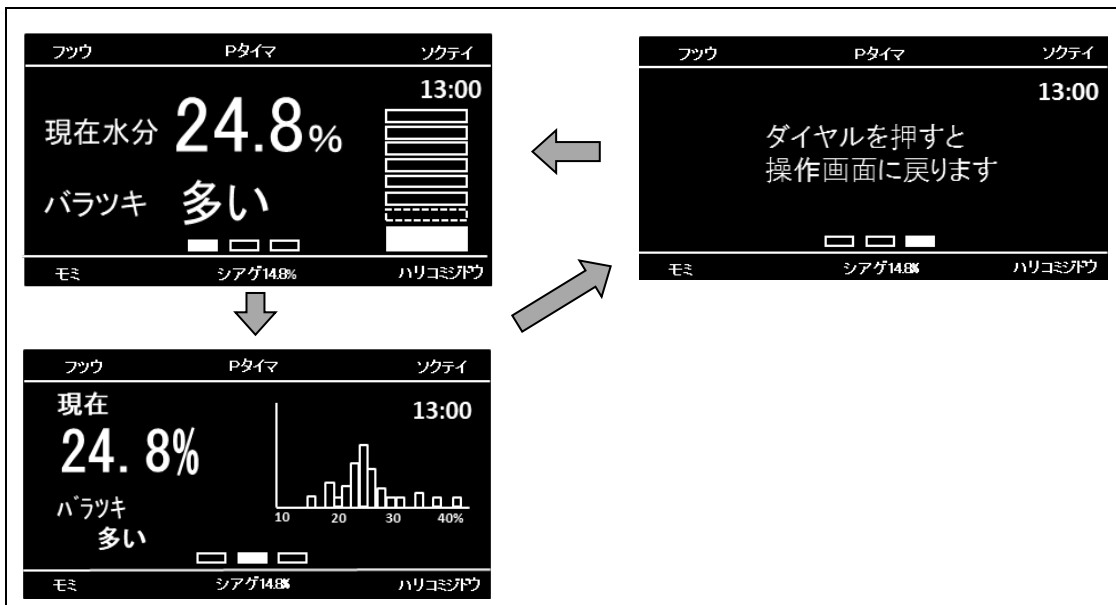 フツウ Pタイマ ソクテイ
13:00
現在水分 24.8%
バラツキ 多い
モミ シアゲ14.8% ハリコミジドウ
フツウ Pタイマ ソクテイ
13:00
ダイヤルを押すと
操作画面に戻ります
モミ シアゲ14.8% ハリコミジドウ
フツウ Pタイマ ソクテイ
現在
13:00
24.8%
バラツキ
多い
10 20 30 40%
モミ シアゲ14.8% ハリコミジドウ